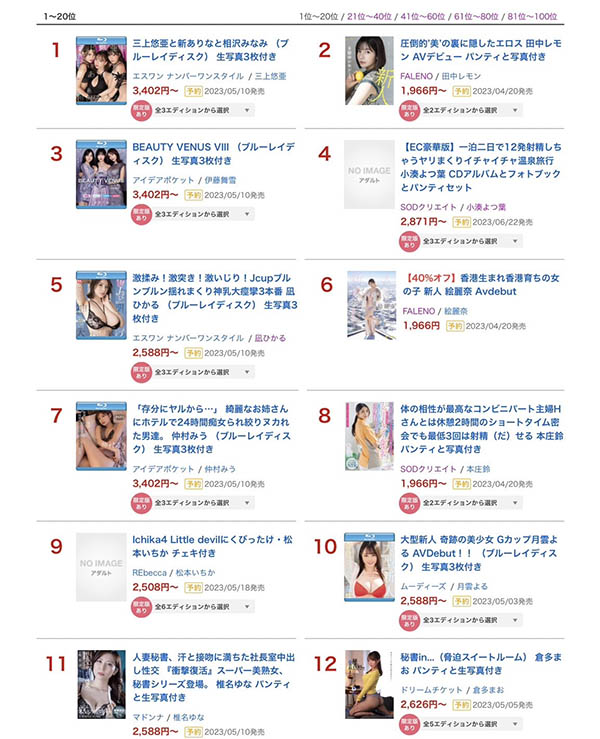 1〜20位
1位〜20位 / 21位〜40位 / 41位〜60位 / 61位〜80位 / 81位〜100位
1
三上悠亜と新ありなと相沢みなみ （ブ
ルーレイディスク） 生写真3枚付き
エスワン ナンバーワンスタイル / 三上悠亜
3,402円〜 予約 2023/05/10発売
限定版あり 全3エディションから選択
2
圧倒的'美'の裏に隠したエロス 田中レモ
ン AVデビュー パンティと写真付き
FALENO / 田中レモン
1,966円〜 予約 2023/04/20発売
限定版あり 全2エディションから選択
新人
3
BEAUTY VENUS VIII （ブルーレイデ
ィスク） 生写真3枚付き
アイデアポケット / 伊藤舞雪
3,402円〜 予約 2023/05/10発売
限定版あり 全3エディションから選択
BEAUTY VENUS
4
NO IMAGE
アダルト
【EC豪華版】一泊二日で12発射精しち
ゃうヤリまくりイチャイチャ温泉旅行
小湊よつ葉 CDアルバムとフォトブック
とパンティセット
SODクリエイト / 小湊よつ葉
2,871円〜 予約 2023/06/22発売
限定版あり 全3エディションから選択
5
激揉み！激突き！激いじり！Jcupブル
ンブルン揺れまくり神乳大痙攣3本番 凪
ひかる （ブルーレイディスク） 生写真3
枚付き
エスワン ナンバーワンスタイル / 凪ひかる
2,588円〜 予約 2023/05/10発売
限定版あり 全3エディションから選択
6
【40%オフ】香港生まれ香港育ちの女
の子 新人 絵麗奈 Avdebut
FALENO / 絵麗奈
1,966円 予約 2023/04/20発売
7
「存分にヤルから…」 綺麗なお姉さん
にホテルで24時間痴女られ絞りヌかれ
た男達。 仲村みう （ブルーレイディス
ク） 生写真3枚付き
アイデアポケット / 仲村みう
3,402円〜 予約 2023/05/10発売
限定版あり 全3エディションから選択
8
体の相性が最高なコンビニパート主婦H
さんとは休憩2時間のショートタイム密
会でも最低3回は射精（だ）せる 本庄鈴
パンティと写真付き
SODクリエイト / 本庄鈴
1,966円〜 予約 2023/04/20発売
限定版あり 全2エディションから選択
9
NO IMAGE
アダルト
Ichika4 Little devilにくびったけ・松
本いちか チェキ付き
REbecca / 松本いちか
2,508円〜 予約 2023/05/18発売
限定版あり 全6エディションから選択
10
大型新人 奇跡の美少女 Gカップ月雲よ
る AVDebut！！ （ブルーレイディス
ク） 生写真3枚付き
ムーディーズ / 月雲よる
2,588円〜 予約 2023/05/03発売
限定版あり 全3エディションから選択
11
人妻秘書、汗と接吻に満ちた社長室中出
し性交 『衝撃復活』スーパー美熟女、
秘書シリーズ登場。 椎名ゆな パンティ
と生写真付き
マドンナ / 椎名ゆな
2,588円〜 予約 2023/05/10発売
12
秘書in…（脅迫スイートルーム） 倉多ま
お パンティと生写真付き
ドリームチケット / 倉多まお
2,626円〜 予約 2023/05/05発売
限定版あり 全5エディションから選択